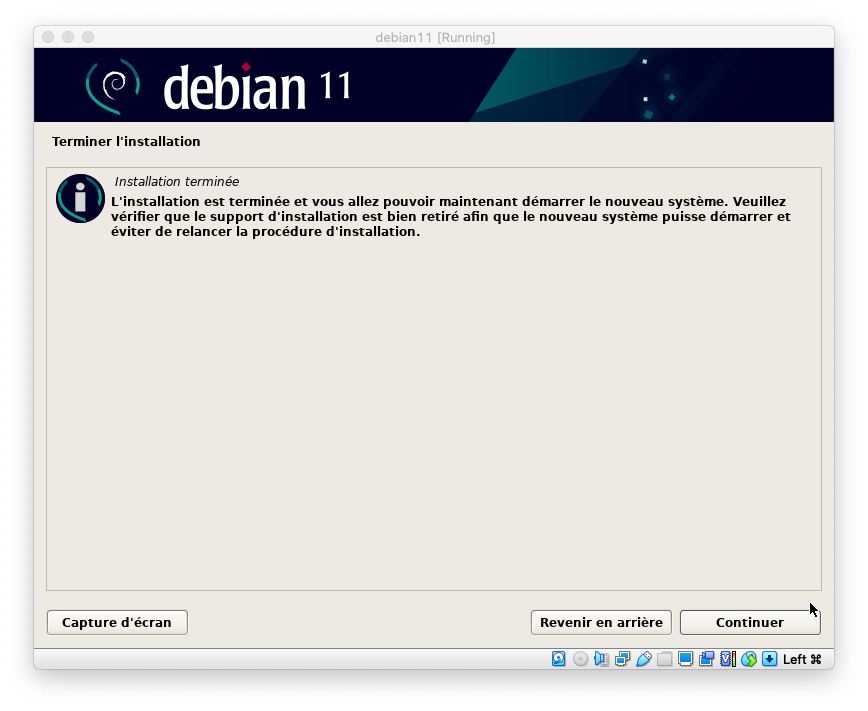 debian11 [Running]
debian 11
Terminer l'installation
Installation terminée
L'installation est terminée et vous allez pouvoir maintenant démarrer le nouveau système. Veuillez
vérifier que le support d'installation est bien retiré afin que le nouveau système puisse démarrer et
éviter de relancer la procédure d'installation.
Capture d'écran
Revenir en arrière
Continuer
Left ⌘